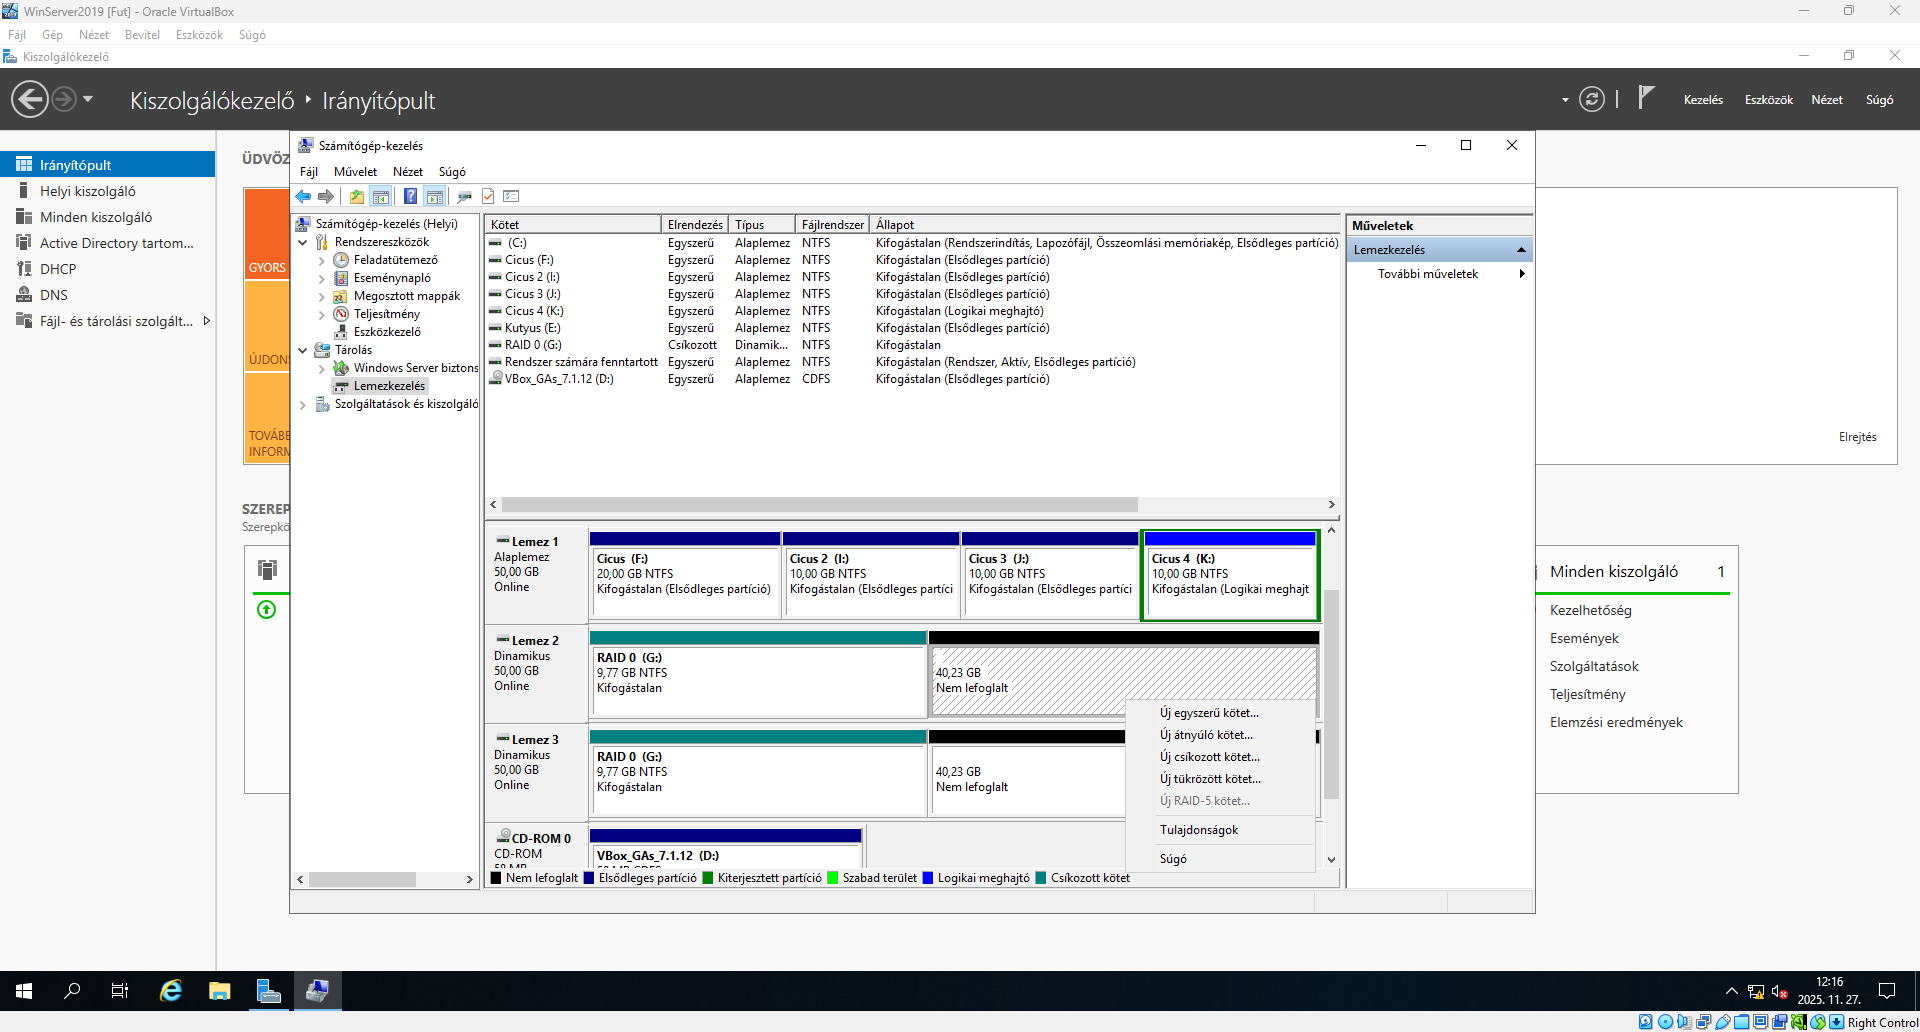 WinServer2019 [Fut] - Oracle VirtualBox
Fájl Gép Nézet Bevitel Eszközök Súgó
Kiszolgálókezelő
Kiszolgálókezelő Irányítópult
Kezelés Eszközök Nézet Súgó
Irányítópult
Helyi kiszolgáló
Minden kiszolgáló
Active Directory tartom...
DHCP
DNS
Fájl- és tárolási szolgált...
ÜDVÖZ
GYORS
ÚJDONS
TOVÁBB
INFORM
SZEREP
Szerepkö
Számítógép-kezelés
Fájl Művelet Nézet Súgó
Számítógép-kezelés (Helyi)
Rendszereszközök
Feladatütemező
Eseménynapló
Megosztott mappák
Teljesítmény
Eszközkezelő
Tárolás
Windows Server biztons
Lemezkezelés
Szolgáltatások és kiszolgáló
Kötet Elrendezés Típus Fájlrendszer Állapot
(C:) Egyszerű Alaplemez NTFS Kifogástalan (Rendszerindítás, Lapozófájl, Összeomlási memóriakép, Elsődleges partíció)
Cicus (F:) Egyszerű Alaplemez NTFS Kifogástalan (Elsődleges partíció)
Cicus 2 (I:) Egyszerű Alaplemez NTFS Kifogástalan (Elsődleges partíció)
Cicus 3 (J:) Egyszerű Alaplemez NTFS Kifogástalan (Elsődleges partíció)
Cicus 4 (K:) Egyszerű Alaplemez NTFS Kifogástalan (Logikai meghajtó)
Kutyus (E:) Egyszerű Alaplemez NTFS Kifogástalan (Elsődleges partíció)
RAID 0 (G:) Csíkozott Dinamik... NTFS Kifogástalan
Rendszer számára fenntartott Egyszerű Alaplemez NTFS Kifogástalan (Rendszer, Aktív, Elsődleges partíció)
VBox_GAs_7.1.12 (D:) Egyszerű Alaplemez CDFS Kifogástalan (Elsődleges partíció)
Műveletek
Lemezkezelés
További műveletek
Lemez 1
Alaplemez
50,00 GB
Online
Cicus (F:)
20,00 GB NTFS
Kifogástalan (Elsődleges partíció)
Cicus 2 (I:)
10,00 GB NTFS
Kifogástalan (Elsődleges partíci
Cicus 3 (J:)
10,00 GB NTFS
Kifogástalan (Elsődleges partíci
Cicus 4 (K:)
10,00 GB NTFS
Kifogástalan (Logikai meghajt
Lemez 2
Dinamikus
50,00 GB
Online
RAID 0 (G:)
9,77 GB NTFS
Kifogástalan
40,23 GB
Nem lefoglalt
Lemez 3
Dinamikus
50,00 GB
Online
RAID 0 (G:)
9,77 GB NTFS
Kifogástalan
40,23 GB
Nem lefoglalt
CD-ROM 0
CD-ROM
VBox_GAs_7.1.12 (D:)
Új egyszerű kötet...
Új átnyúló kötet...
Új csíkozott kötet...
Új tükrözött kötet...
Új RAID-5 kötet...
Tulajdonságok
Súgó
Nem lefoglalt Elsődleges partíció Kiterjesztett partíció Szabad terület Logikai meghajtó Csíkozott kötet
Elrejtés
Minden kiszolgáló 1
Kezelhetőség
Események
Szolgáltatások
Teljesítmény
Elemzési eredmények
12:16
2025. 11. 27.
Right Control